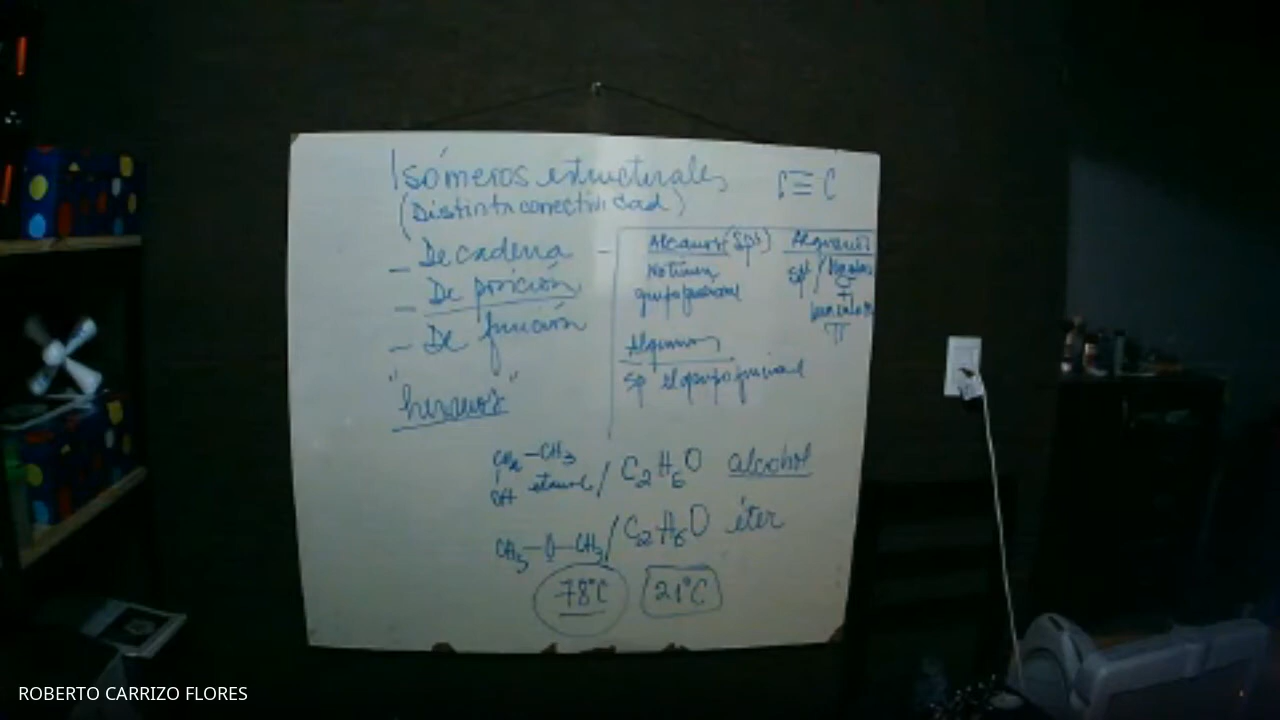 Isómeros estructurales
(Distinta conectividad)
C≡C
- De cadena -
- De posición
- De función
Alcanos (sp3)
No tienen
grupo funcional
Alquenos
sp2
π
Alquinos
sp el grupo funcional
CH2-CH3
OH etanol / C2H6O alcohol
CH3-O-CH3 / C2H6O éter
78°C 21°C
ROBERTO CARRIZO FLORES